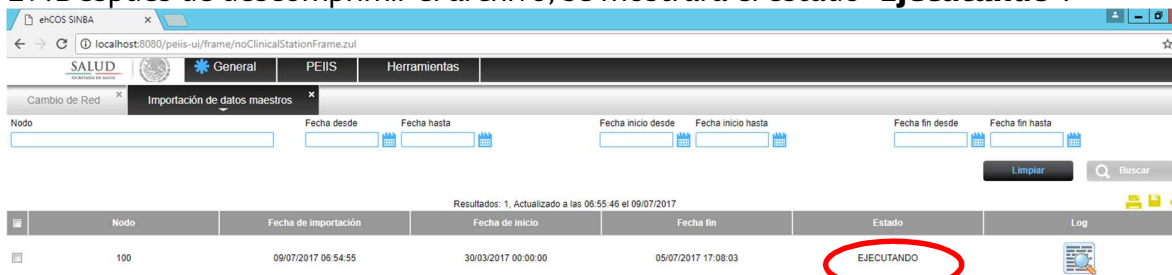 27. Después de descomprimir el archivo, se mostrará el estado "Ejecutando".
ehCOS SINBA
localhost:8080/peiis-ui/frame/noClinicalStationFrame.zul
SALUD
SECRETARÍA DE SALUD
General PEIIS Herramientas
Cambio de Red Importación de datos maestros
Nodo Fecha desde Fecha hasta Fecha inicio desde Fecha inicio hasta Fecha fin desde Fecha fin hasta
Limpiar Buscar
Resultados: 1, Actualizado a las 06:55:46 el 09/07/2017
Nodo Fecha de importación Fecha de inicio Fecha fin Estado Log
100 09/07/2017 06:54:55 30/03/2017 00:00:00 05/07/2017 17:08:03 EJECUTANDO